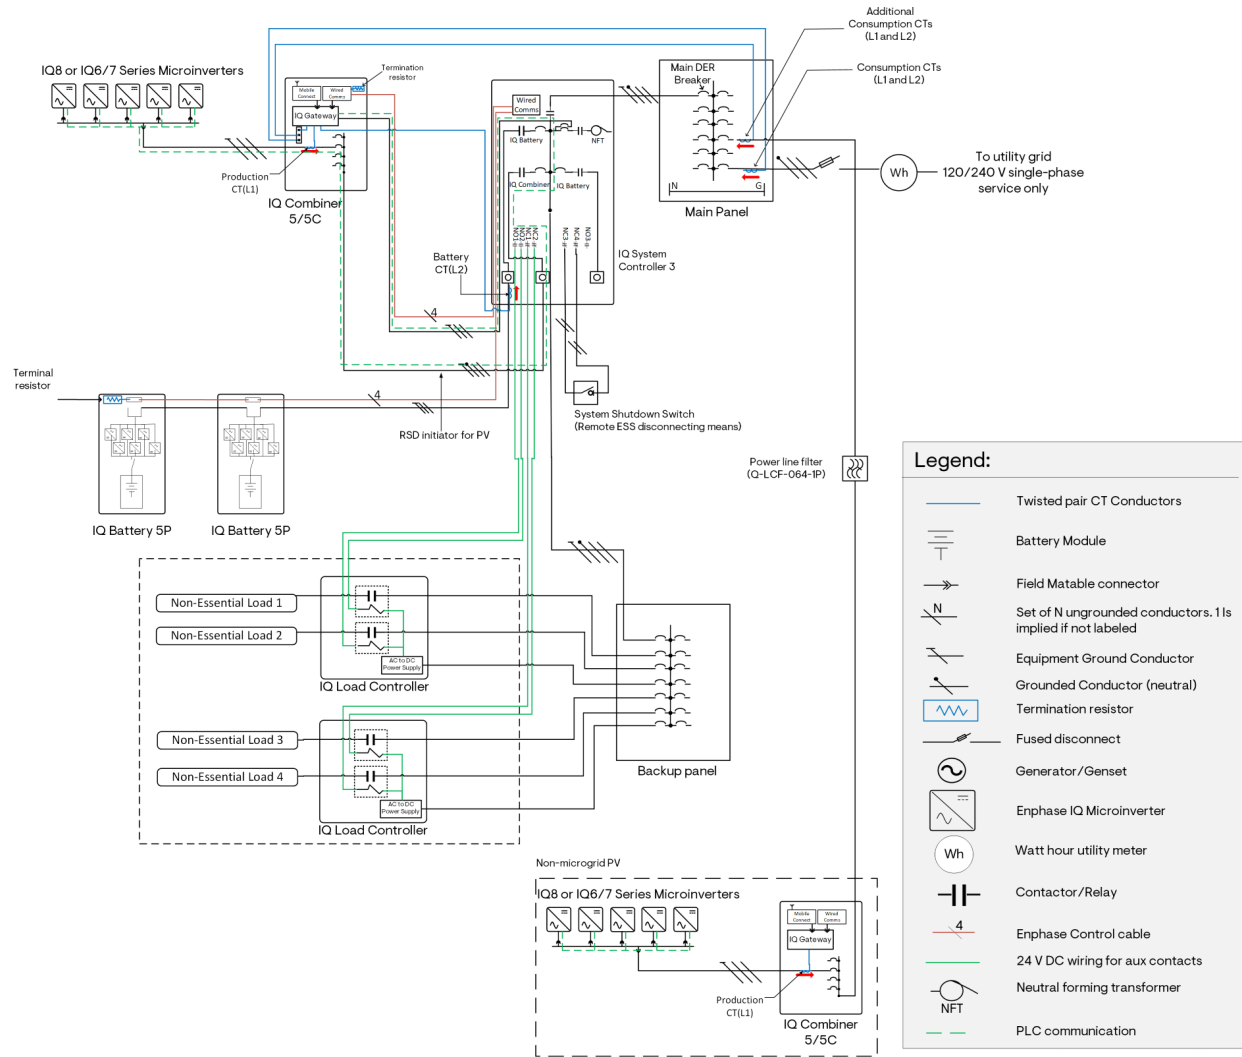 Additional
Consumption CTs
(L1 and L2)
Main DER
Breaker
Consumption CTs
(L1 and L2)
IQ8 or IQ6/7 Series Microinverters
Termination
resistor
Mobile
Connect
Wired
Comms
IQ Gateway
Wired
Comms
IQ Battery
NFT
IQ Combiner
IQ Battery
Production
CT(L1)
IQ Combiner
5/5C
N
G
Main Panel
Wh
To utility grid
120/240 V single-phase
service only
NO1
NO2
NC1
NC2
NC3
NC4
NO3
IQ System
Controller 3
Battery
CT(L2)
4
Terminal
resistor
4
RSD initiator for PV
System Shutdown Switch
(Remote ESS disconnecting means)
Power line filter
(Q-LCF-064-1P)
IQ Battery 5P
IQ Battery 5P
Non-Essential Load 1
Non-Essential Load 2
AC to DC
Power Supply
IQ Load Controller
Non-Essential Load 3
Non-Essential Load 4
AC to DC
Power Supply
IQ Load Controller
Backup panel
Non-microgrid PV
IQ8 or IQ6/7 Series Microinverters
Mobile
Connect
Wired
Comms
IQ Gateway
Production
CT(L1)
IQ Combiner
5/5C
Legend:
Twisted pair CT Conductors
Battery Module
Field Matable connector
N
Set of N ungrounded conductors. 1 Is
implied if not labeled
Equipment Ground Conductor
Grounded Conductor (neutral)
Termination resistor
Fused disconnect
Generator/Genset
Enphase IQ Microinverter
Wh
Watt hour utility meter
Contactor/Relay
4
Enphase Control cable
24 V DC wiring for aux contacts
Neutral forming transformer
NFT
PLC communication